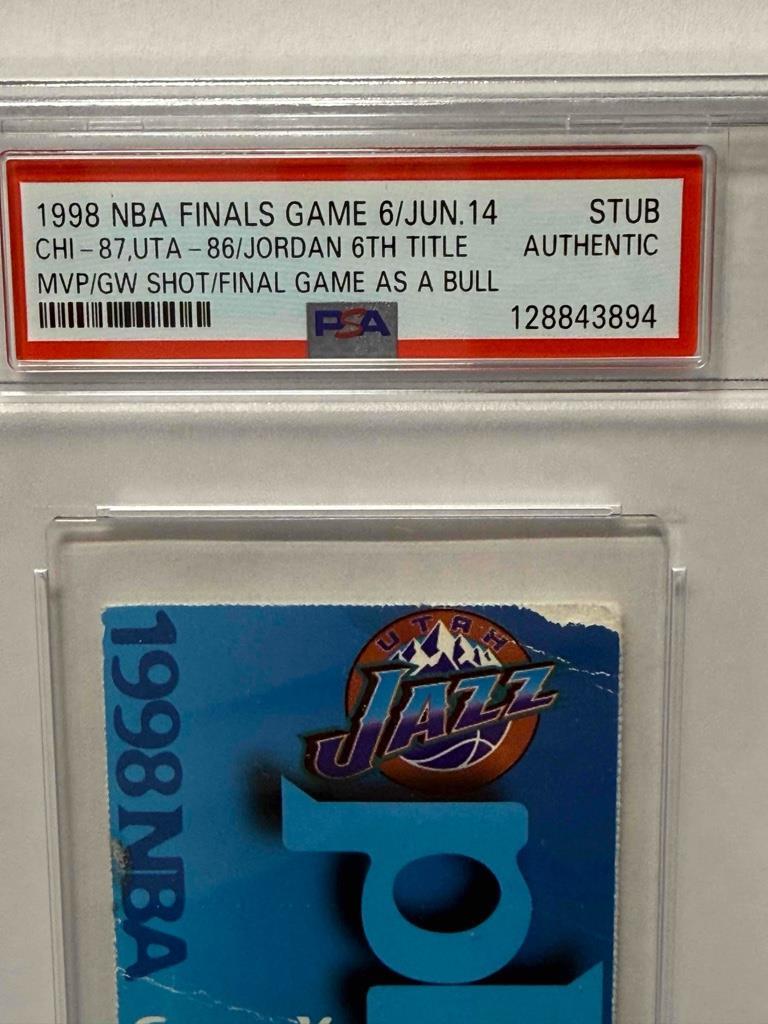 1998 NBA FINALS GAME 6/JUN.14 STUB
CHI-87,UTA-86/JORDAN 6TH TITLE AUTHENTIC
MVP/GW SHOT/FINAL GAME AS A BULL
PSA 128843894
UTAH
JAZZ
1998 NBA
pl